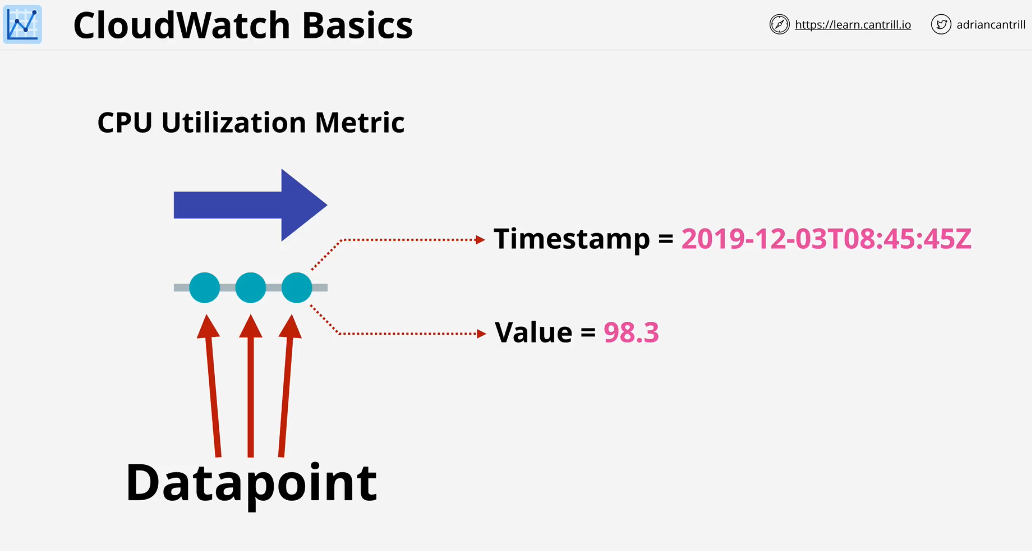 CloudWatch Basics
https://learn.cantrill.io
adriancantrill
CPU Utilization Metric
Timestamp = 2019-12-03T08:45:45Z
Value = 98.3
Datapoint